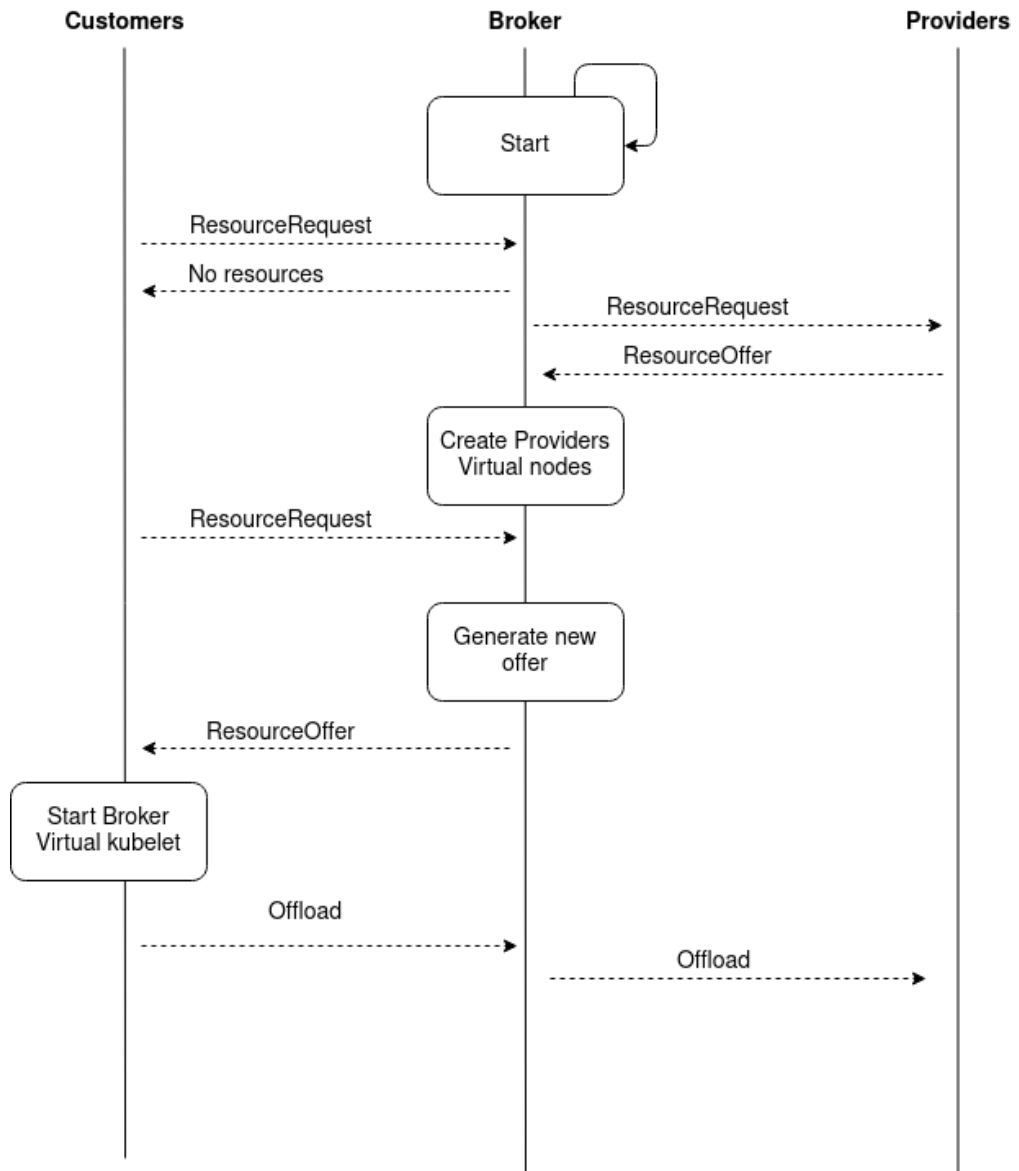 Customers
Broker
Providers
Start
ResourceRequest
No resources
ResourceRequest
ResourceOffer
Create Providers
Virtual nodes
ResourceRequest
Generate new
offer
ResourceOffer
Start Broker
Virtual kubelet
Offload
Offload